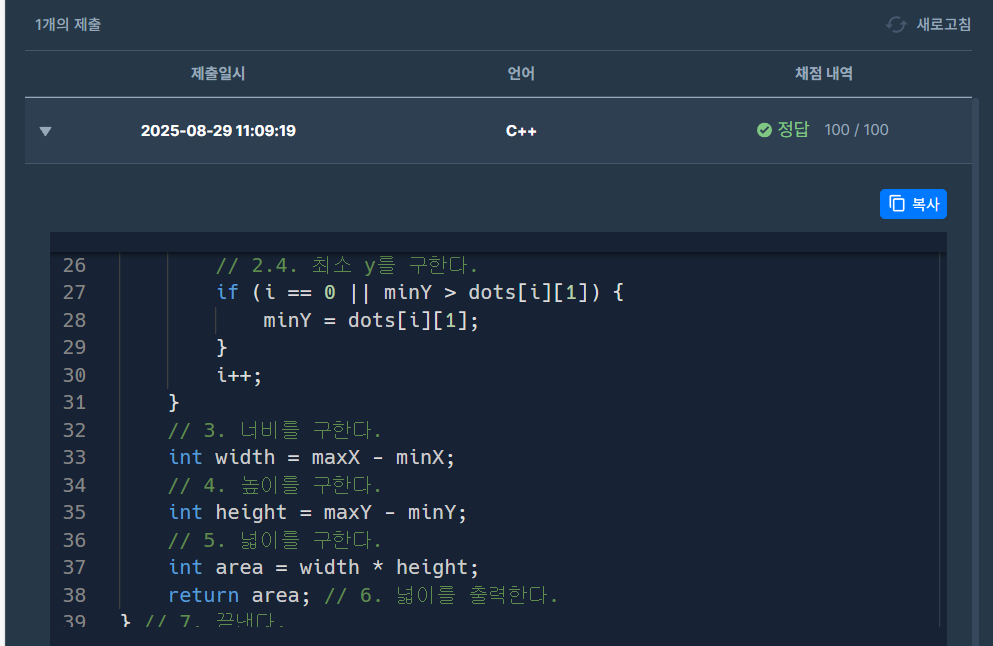 1개의 제출 새로고침
제출일시 언어 채점 내역
2025-08-29 11:09:19 C++ 정답 100 / 100
복사
26 // 2.4. 최소 y를 구한다.
27 if (i == 0 || minY > dots[i][1]) {
28 minY = dots[i][1];
29 }
30 i++;
31 }
32 // 3. 너비를 구한다.
33 int width = maxX - minX;
34 // 4. 높이를 구한다.
35 int height = maxY - minY;
36 // 5. 넓이를 구한다.
37 int area = width * height;
38 return area; // 6. 넓이를 출력한다.
39 } // 7. 끝낸다.